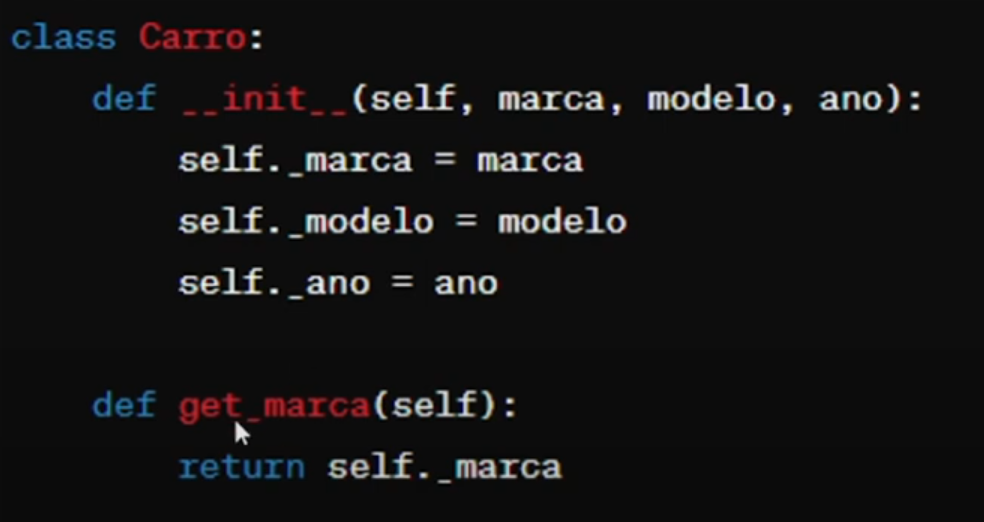 class Carro:
def __init__(self, marca, modelo, ano):
self._marca = marca
self._modelo = modelo
self._ano = ano
def get_marca(self):
return self._marca